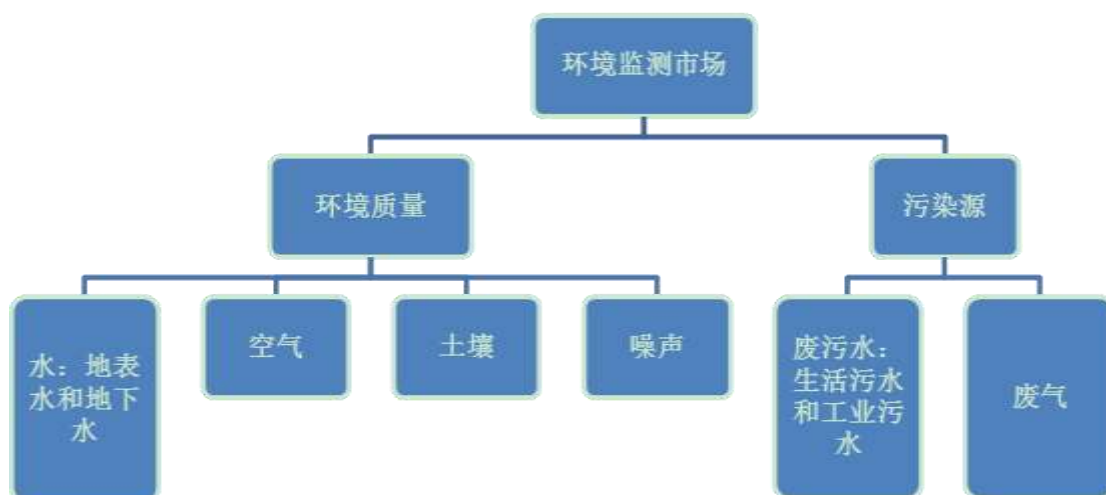 环境监测市场
环境质量
污染源
水：地表
水和地下
水
空气
土壤
噪声
废污水：
生活污水
和工业污
水
废气